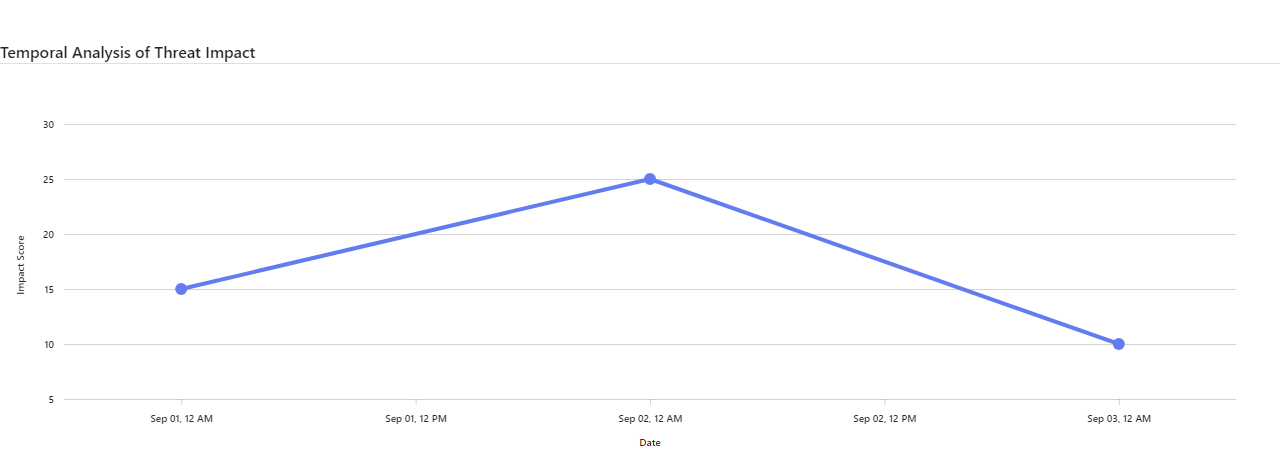 Temporal Analysis of Threat Impact
30
25
20
15
10
5
Impact Score
Sep 01, 12 AM
Sep 01, 12 PM
Sep 02, 12 AM
Sep 02, 12 PM
Sep 03, 12 AM
Date